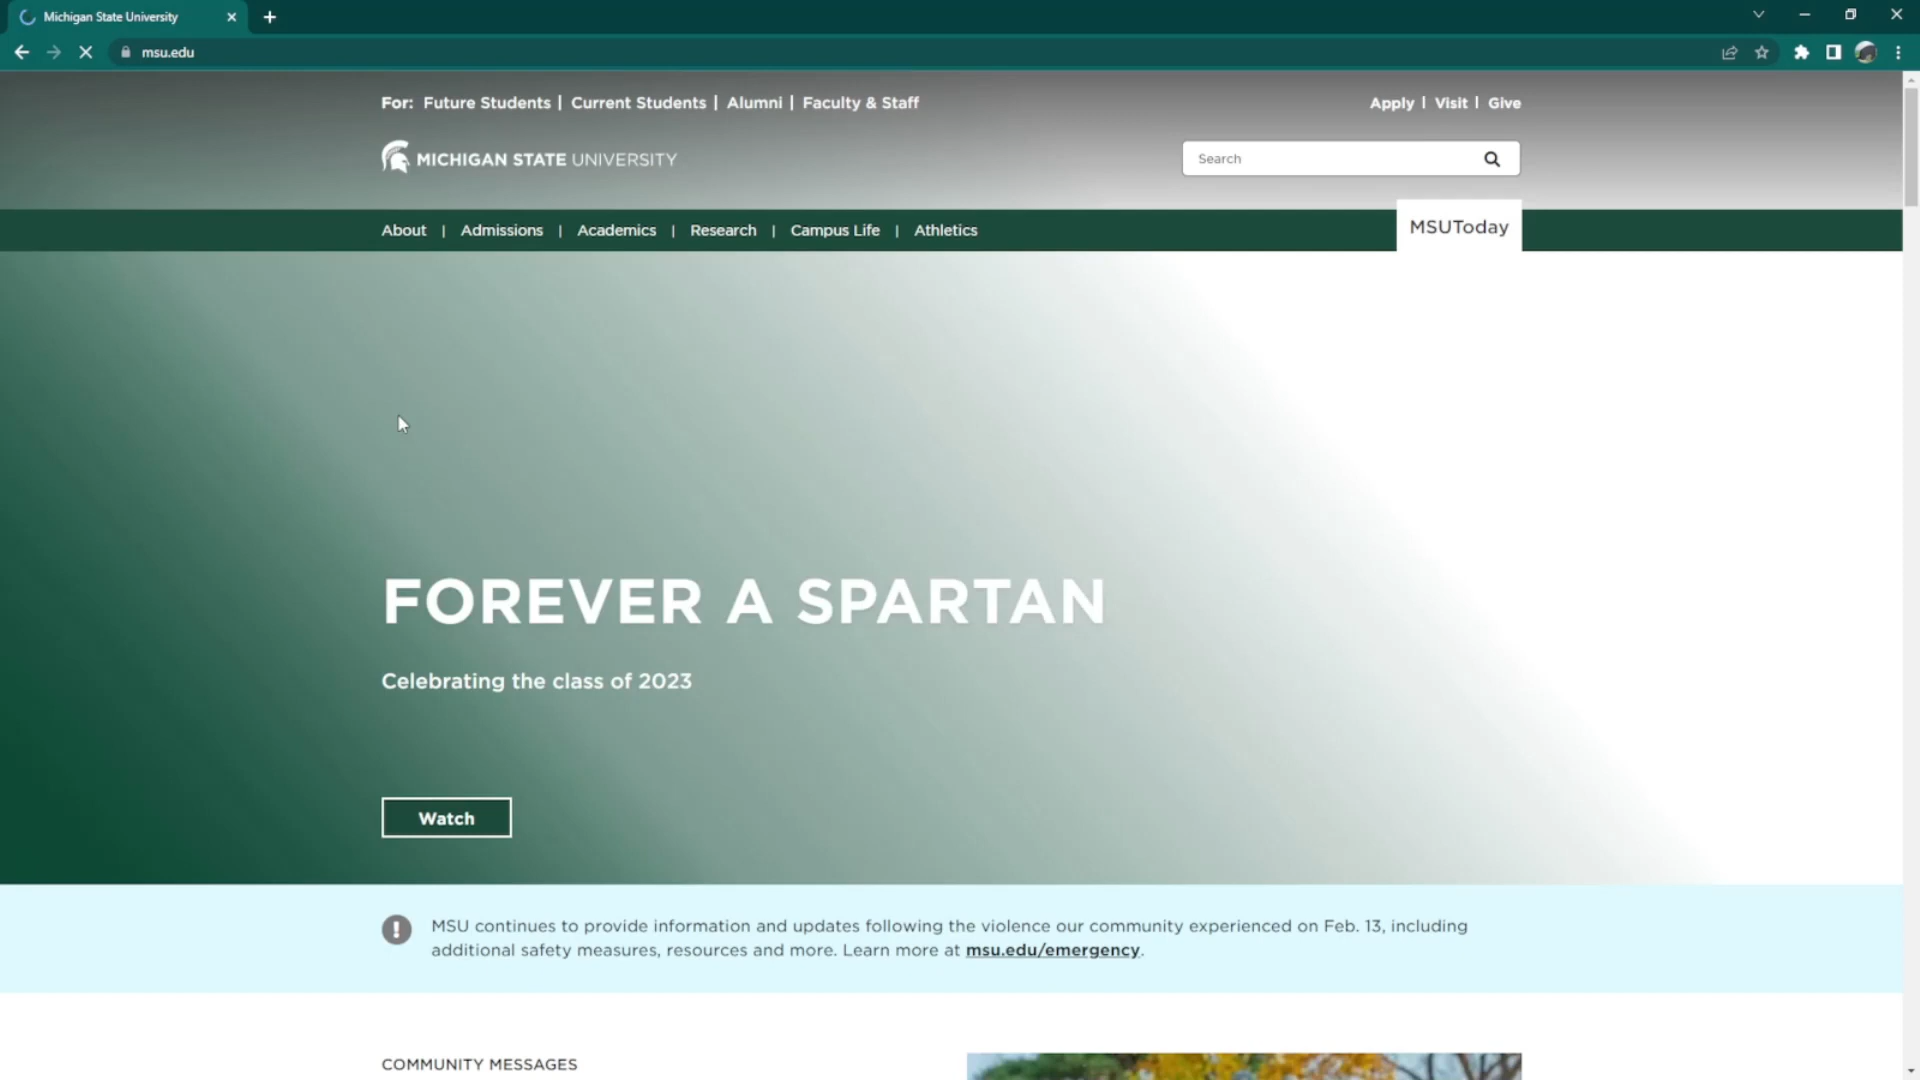 Michigan State University
msu.edu
For: Future Students | Current Students | Alumni | Faculty & Staff
Apply | Visit | Give
MICHIGAN STATE UNIVERSITY
Search
About | Admissions | Academics | Research | Campus Life | Athletics
MSUToday
FOREVER A SPARTAN
Celebrating the class of 2023
Watch
MSU continues to provide information and updates following the violence our community experienced on Feb. 13, including
additional safety measures, resources and more. Learn more at msu.edu/emergency.
COMMUNITY MESSAGES